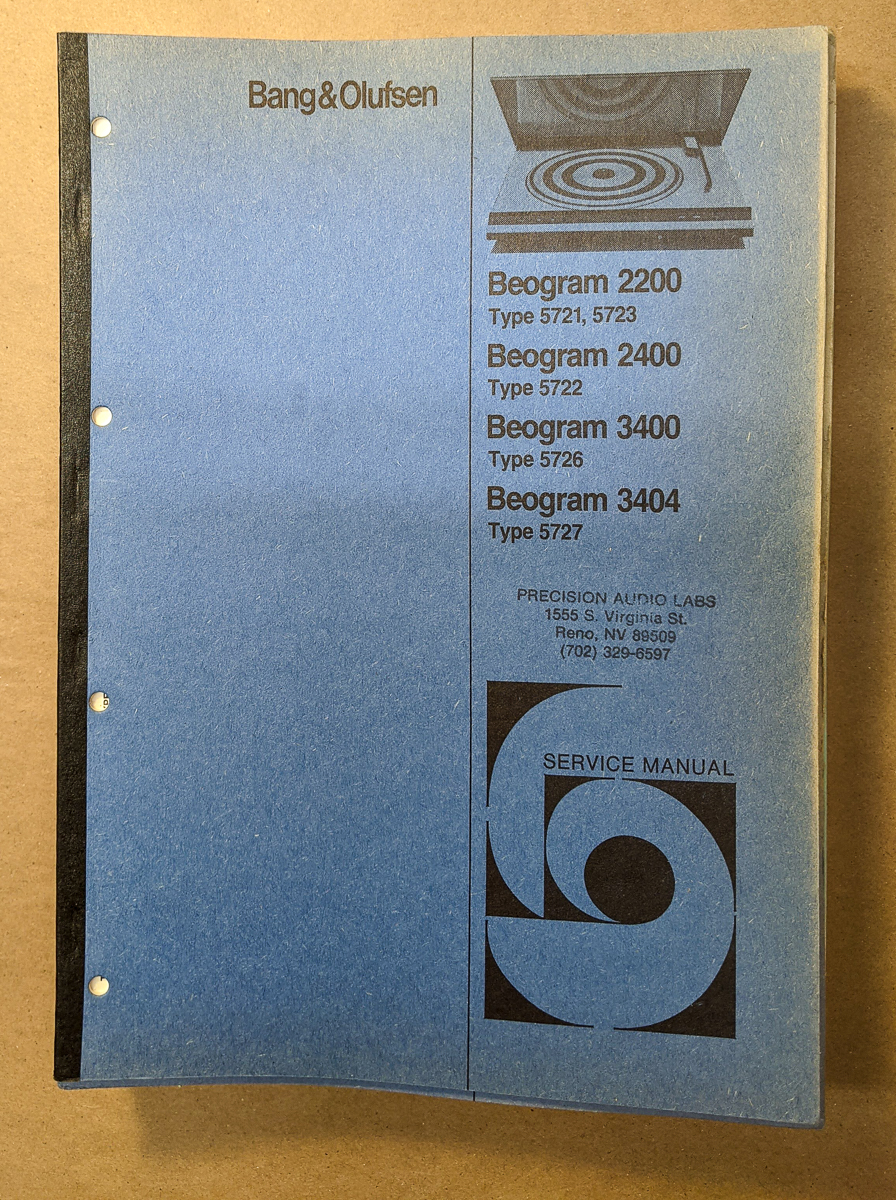 Bang&Olufsen
Beogram 2200
Type 5721, 5723
Beogram 2400
Type 5722
Beogram 3400
Type 5726
Beogram 3404
Type 5727
PRECISION AUDIO LABS
1555 S. Virginia St.
Reno, NV 89509
(702) 329-6597
SERVICE MANUAL